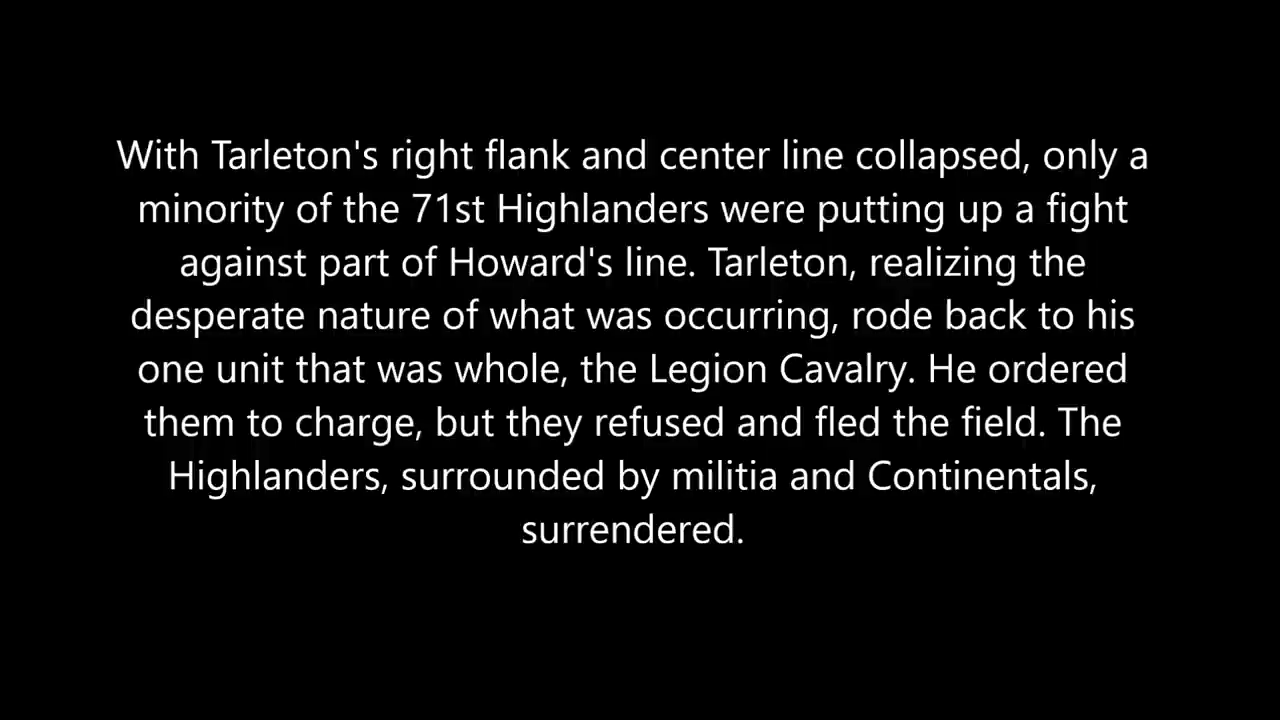 With Tarleton's right flank and center line collapsed, only a
minority of the 71st Highlanders were putting up a fight
against part of Howard's line. Tarleton, realizing the
desperate nature of what was occurring, rode back to his
one unit that was whole, the Legion Cavalry. He ordered
them to charge, but they refused and fled the field. The
Highlanders, surrounded by militia and Continentals,
surrendered.